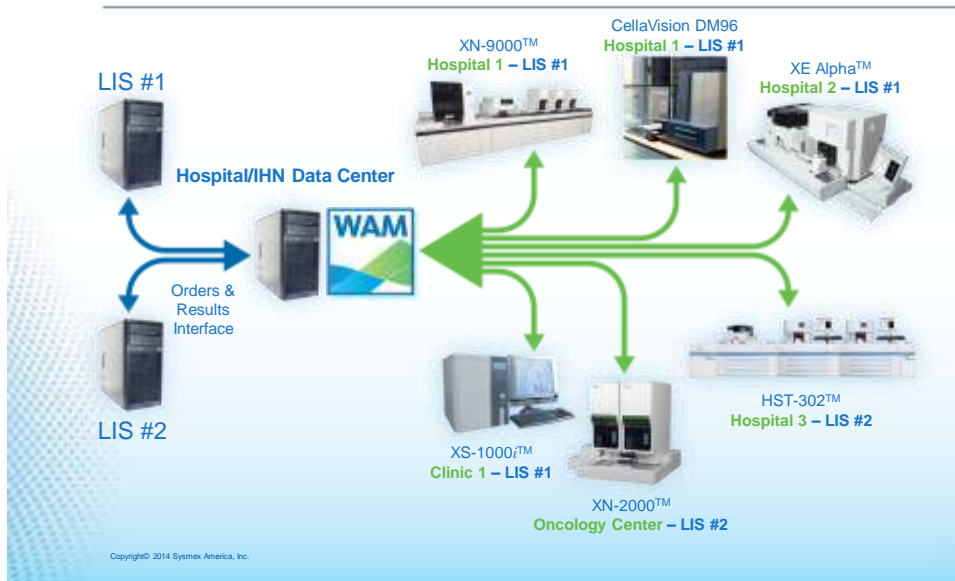 XN-9000TM
Hospital 1 – LIS #1
CellaVision DM96
Hospital 1 – LIS #1
XE AlphaTM
Hospital 2 – LIS #1
LIS #1
Hospital/IHN Data Center
WAM
Orders &
Results
Interface
LIS #2
XS-1000iTM
Clinic 1 – LIS #1
XN-2000TM
Oncology Center – LIS #2
HST-302TM
Hospital 3 – LIS #2
Copyright© 2014 Sysmex America, Inc.